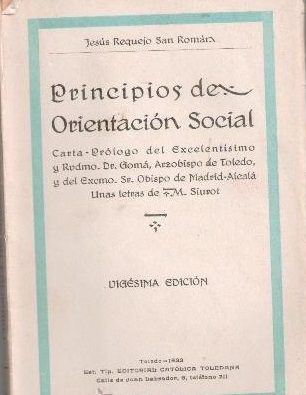 Jesús Requejo San Román
Principios de
Orientación Social
Carta-Prólogo del Excelentísimo
y Rvdmo. Dr. Gomá, Arzobispo de Toledo,
y del Excmo. Sr. Obispo de Madrid-Alcalá
Unas letras de M. Siurot
VIGÉSIMA EDICIÓN
Toledo-1933
Est. Tip. EDITORIAL CATÓLICA TOLEDANA
Calle de Juan Labrador, 6, teléfono 211